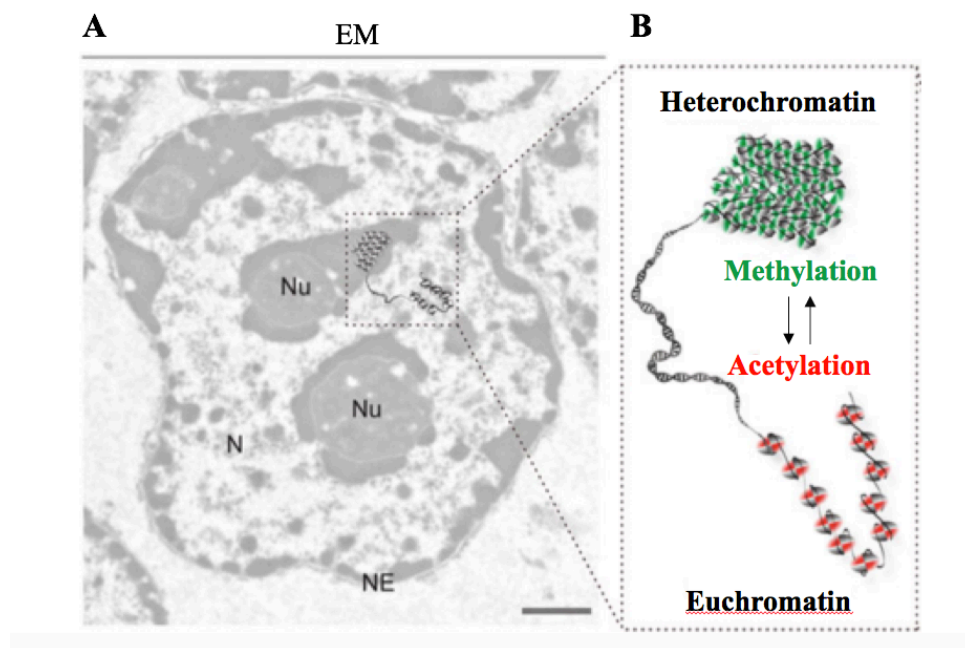 A
EM
B
Heterochromatin
Methylation
Acetylation
Euchromatin
Nu
Nu
N
NE